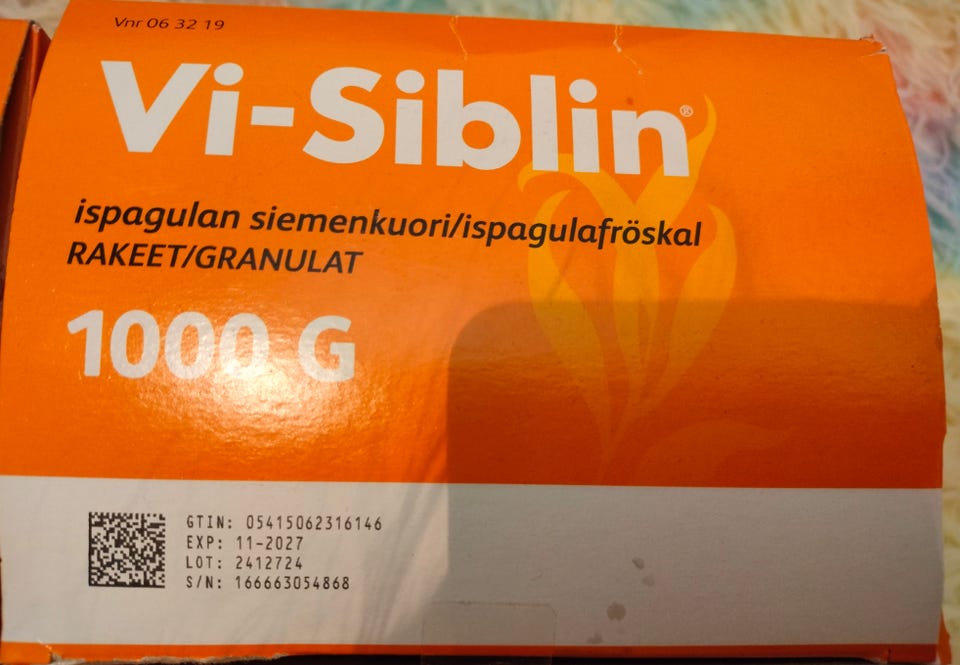 Vnr 06 32 19
Vi-Siblin®
ispagulan siemenkuori/ispagulafröskal
RAKEET/GRANULAT
1000 G
GTIN: 05415062316146
EXP: 11-2027
LOT: 2412724
S/N: 166663054868